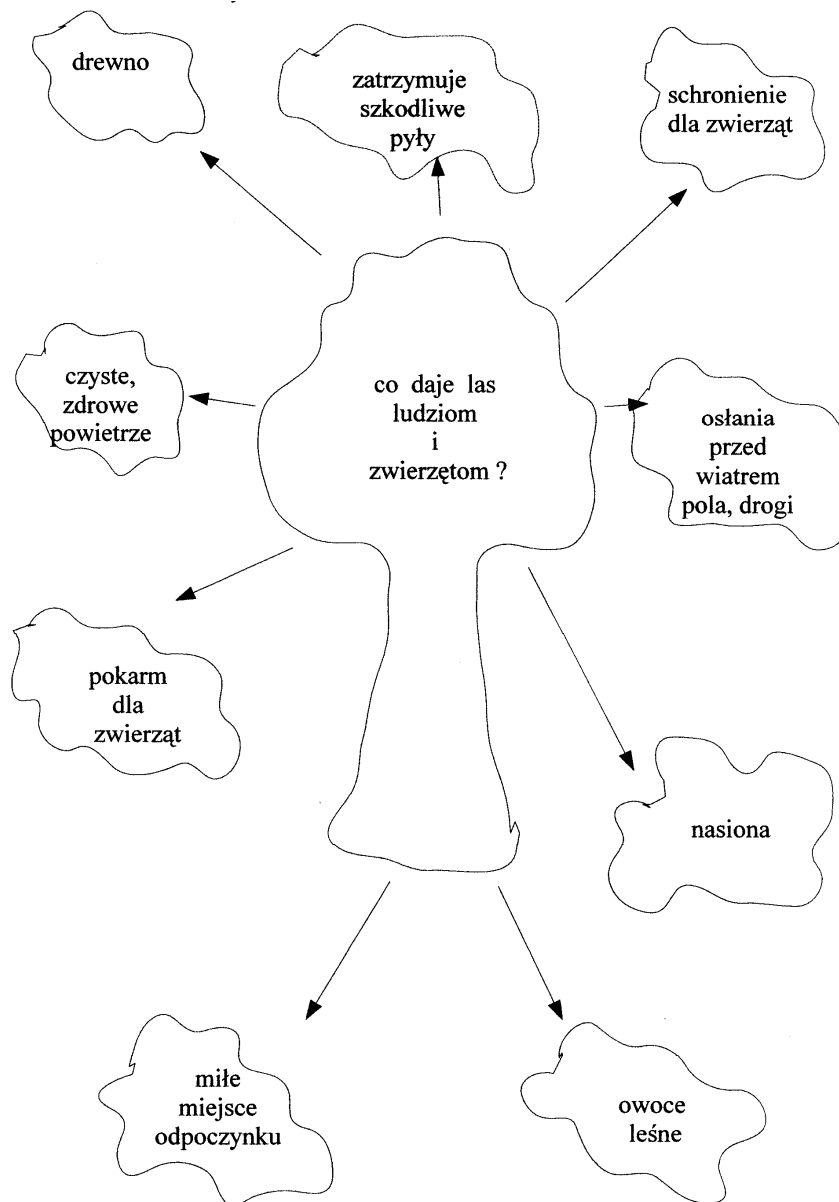 drewno
zatrzymuje
szkodliwe
pyły
schronienie
dla zwierząt
czyste,
zdrowe
powietrze
co daje las
ludziom
i
zwierzętom ?
osłania
przed
wiatrem
pola, drogi
pokarm
dla
zwierząt
nasiona
miłe
miejsce
odpoczynku
owoce
leśne